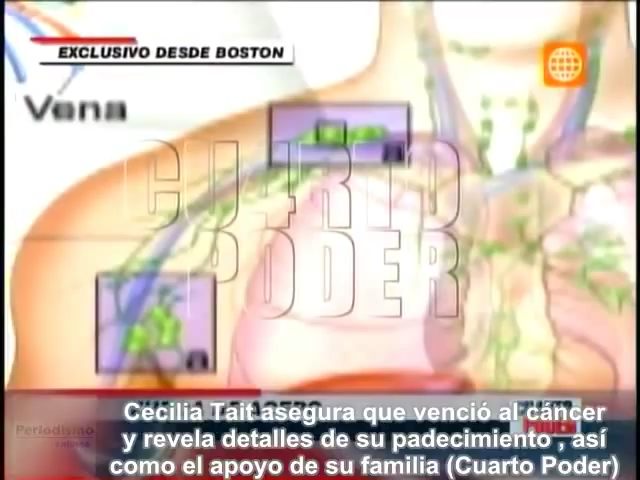 EXCLUSIVO DESDE BOSTON
Vena
CUARTO
PODER
Periodismo
Cecilia Tait asegura que venció al cáncer
y revela detalles de su padecimiento , así
como el apoyo de su familia (Cuarto Poder)